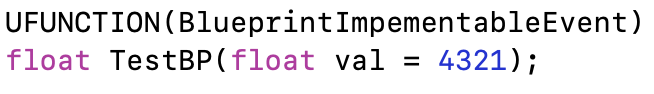 UFUNCTION(BlueprintImpementableEvent)
float TestBP(float val = 4321);